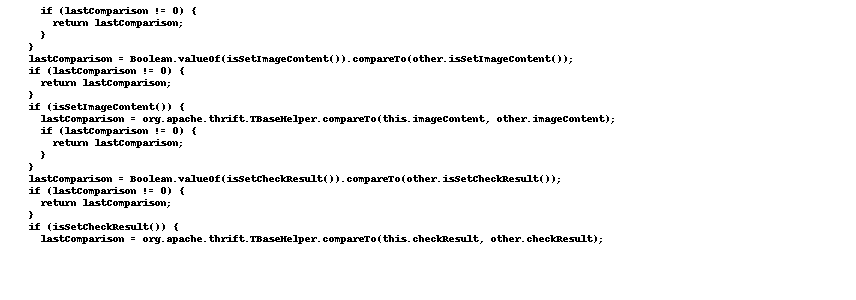 if (lastComparison != 0) {
return lastComparison;
}
}
lastComparison = Boolean.valueOf(isSetImageContent()).compareTo(other.isSetImageContent());
if (lastComparison != 0) {
return lastComparison;
}
if (isSetImageContent()) {
lastComparison = org.apache.thrift.TBaseHelper.compareTo(this.imageContent, other.imageContent);
if (lastComparison != 0) {
return lastComparison;
}
}
lastComparison = Boolean.valueOf(isSetCheckResult()).compareTo(other.isSetCheckResult());
if (lastComparison != 0) {
return lastComparison;
}
if (isSetCheckResult()) {
lastComparison = org.apache.thrift.TBaseHelper.compareTo(this.checkResult, other.checkResult);